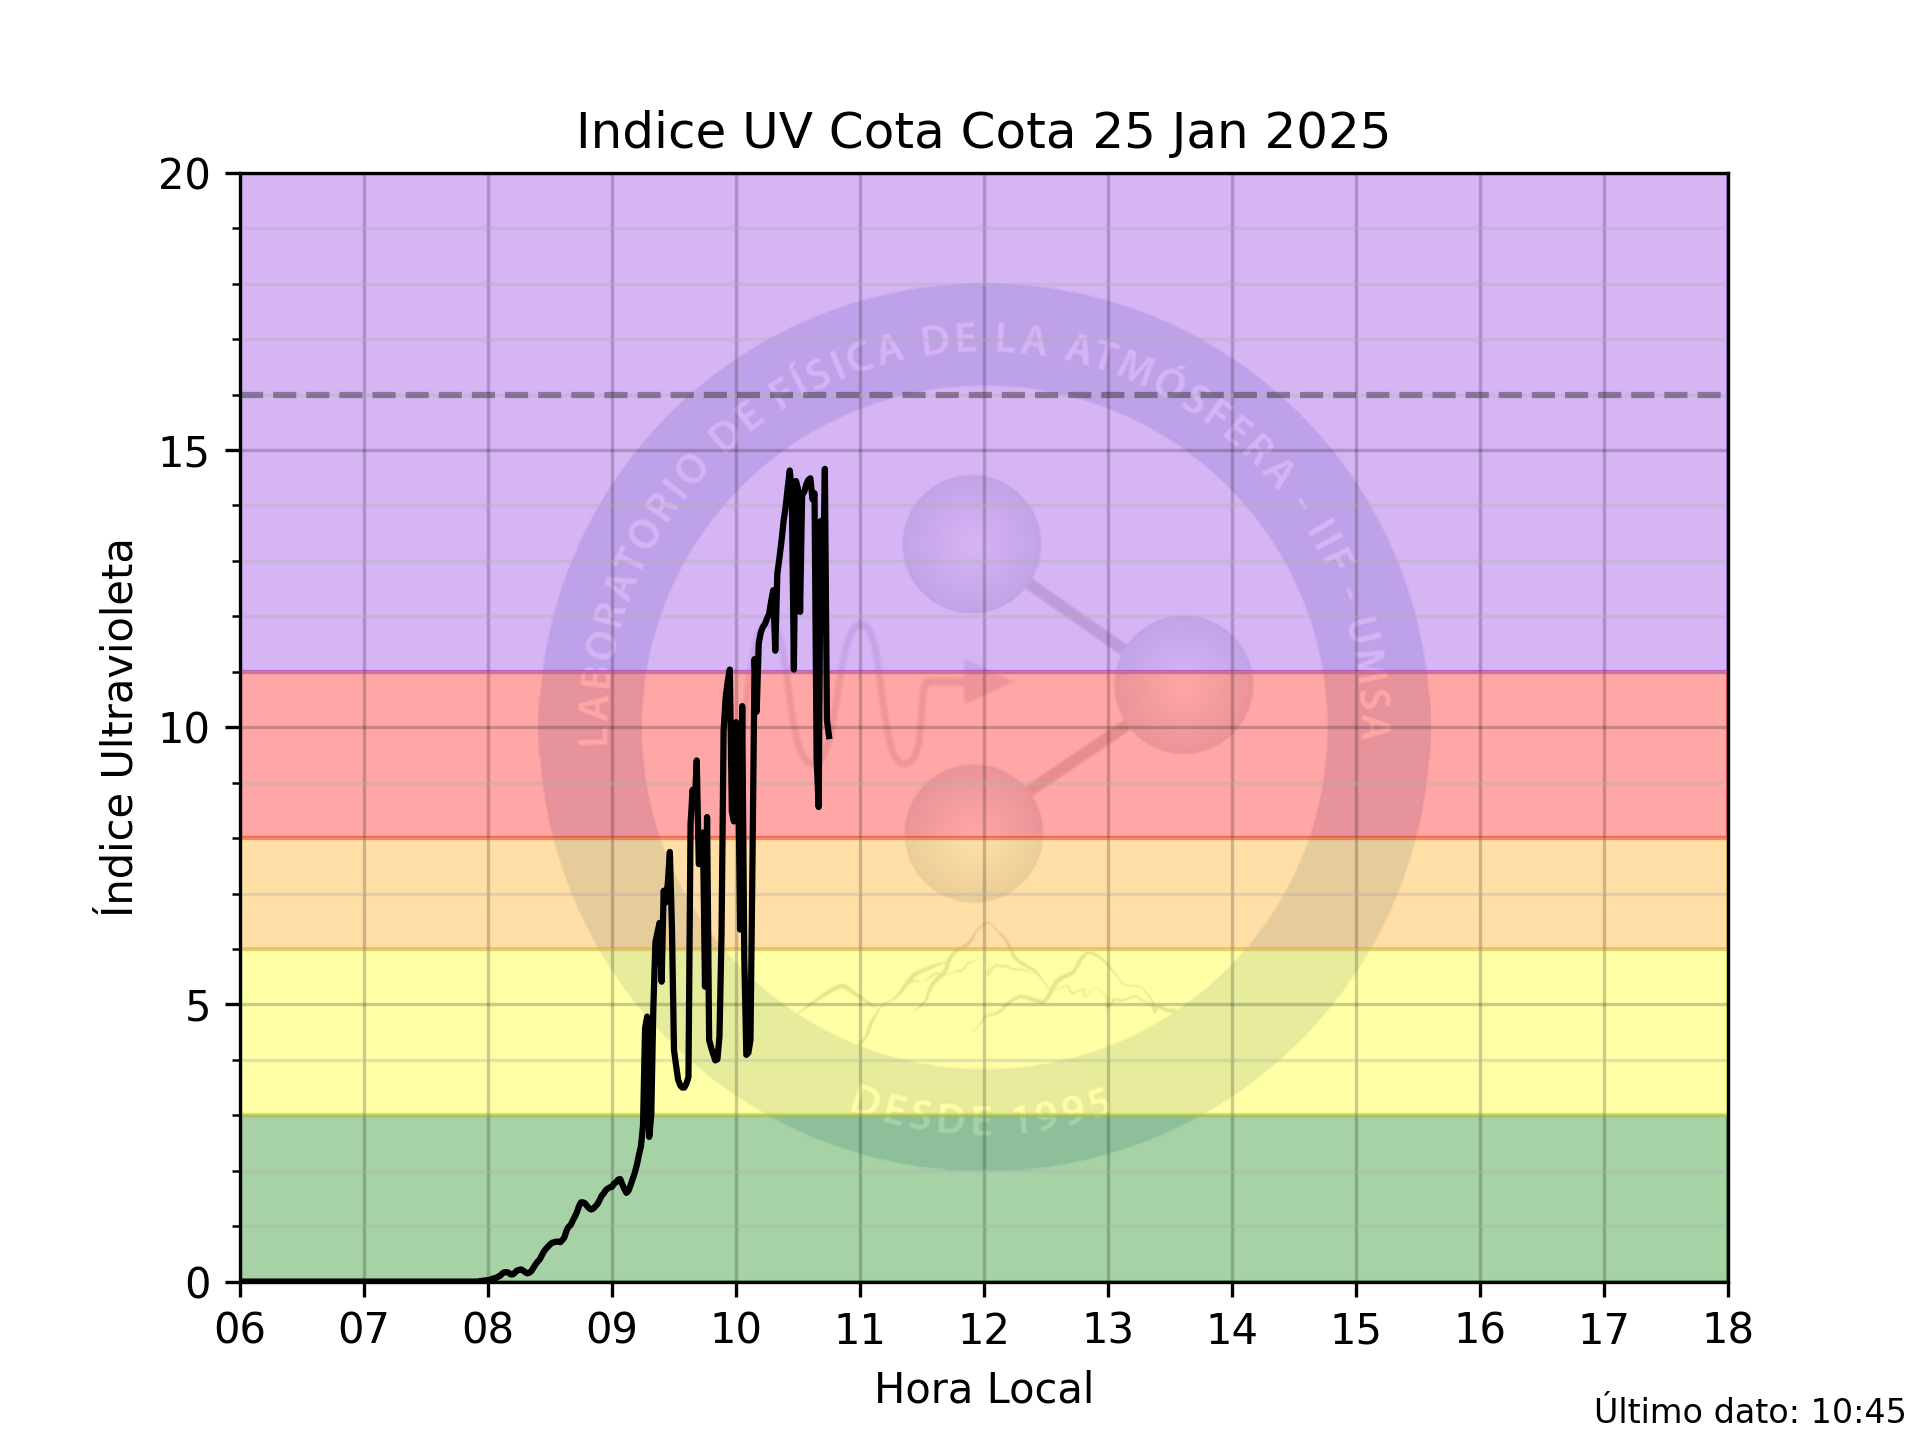 Indice UV Cota Cota 25 Jan 2025
20
15
10
5
0
Índice Ultravioleta
LABORATORIO DE FÍSICA DE LA ATMÓSFERA - IIF - UMSA
DESDE 1995
06 07 08 09 10 11 12 13 14 15 16 17 18
Hora Local
Último dato: 10:45